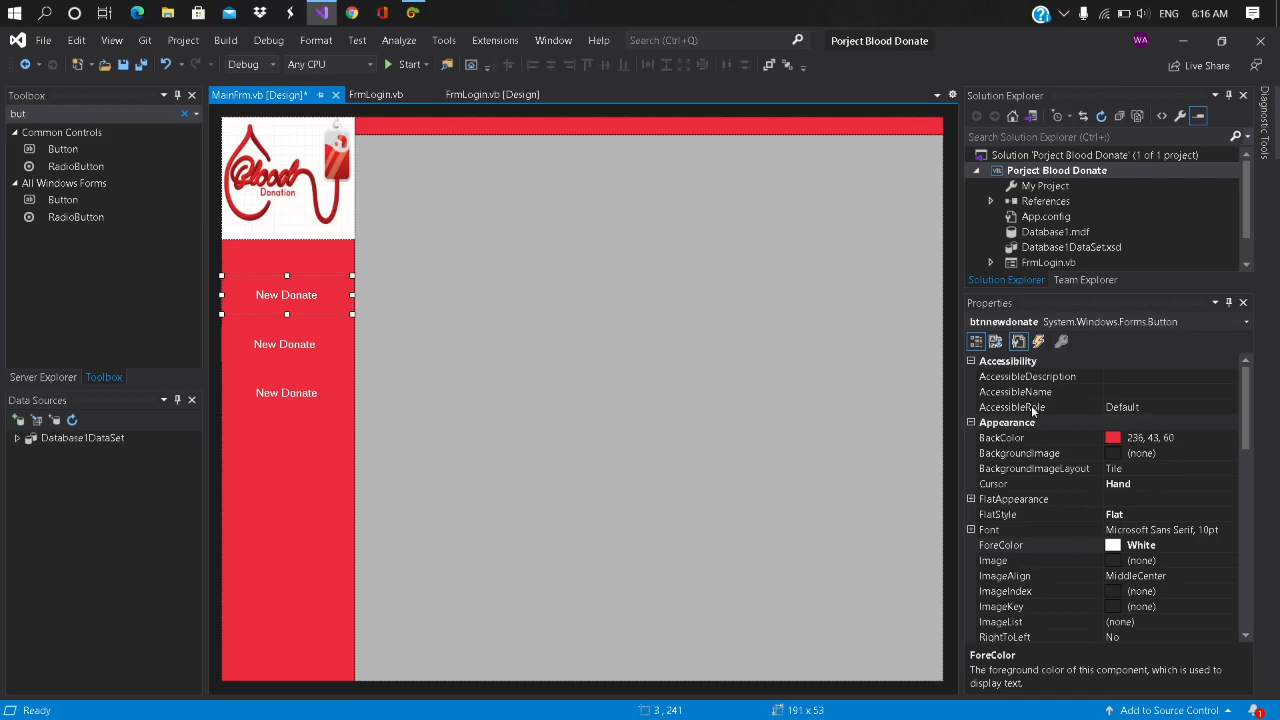 ENG 6:16 AM
File Edit View Git Project Build Debug Format Test Analyze Tools Extensions Window Help Search (Ctrl+Q) Porject Blood Donate WA
Debug Any CPU Start Live Share
Toolbox
but
Common Controls
Button
RadioButton
All Windows Forms
Button
RadioButton
Server Explorer Toolbox
Data Sources
Database1DataSet
MainFrm.vb [Design]* FrmLogin.vb FrmLogin.vb [Design]
Blood
Donation
New Donate
New Donate
New Donate
Solution Explorer
Search Solution Explorer (Ctrl+;)
Solution 'Porject Blood Donate' (1 of 1 project)
VB Porject Blood Donate
My Project
References
App.config
Database1.mdf
Database1DataSet.xsd
FrmLogin.vb
Solution Explorer Team Explorer
Properties
btnnewdonate System.Windows.Forms.Button
Accessibility
AccessibleDescription
AccessibleName
AccessibleRole Default
Appearance
BackColor 236, 43, 60
BackgroundImage (none)
BackgroundImageLayout Tile
Cursor Hand
FlatAppearance
FlatStyle Flat
Font Microsoft Sans Serif, 10pt
ForeColor White
Image (none)
ImageAlign MiddleCenter
ImageIndex (none)
ImageKey (none)
ImageList (none)
RightToLeft No
ForeColor
The foreground color of this component, which is used to
display text.
Diagnostic Tools
Ready 3 , 241 191 x 53 Add to Source Control 1